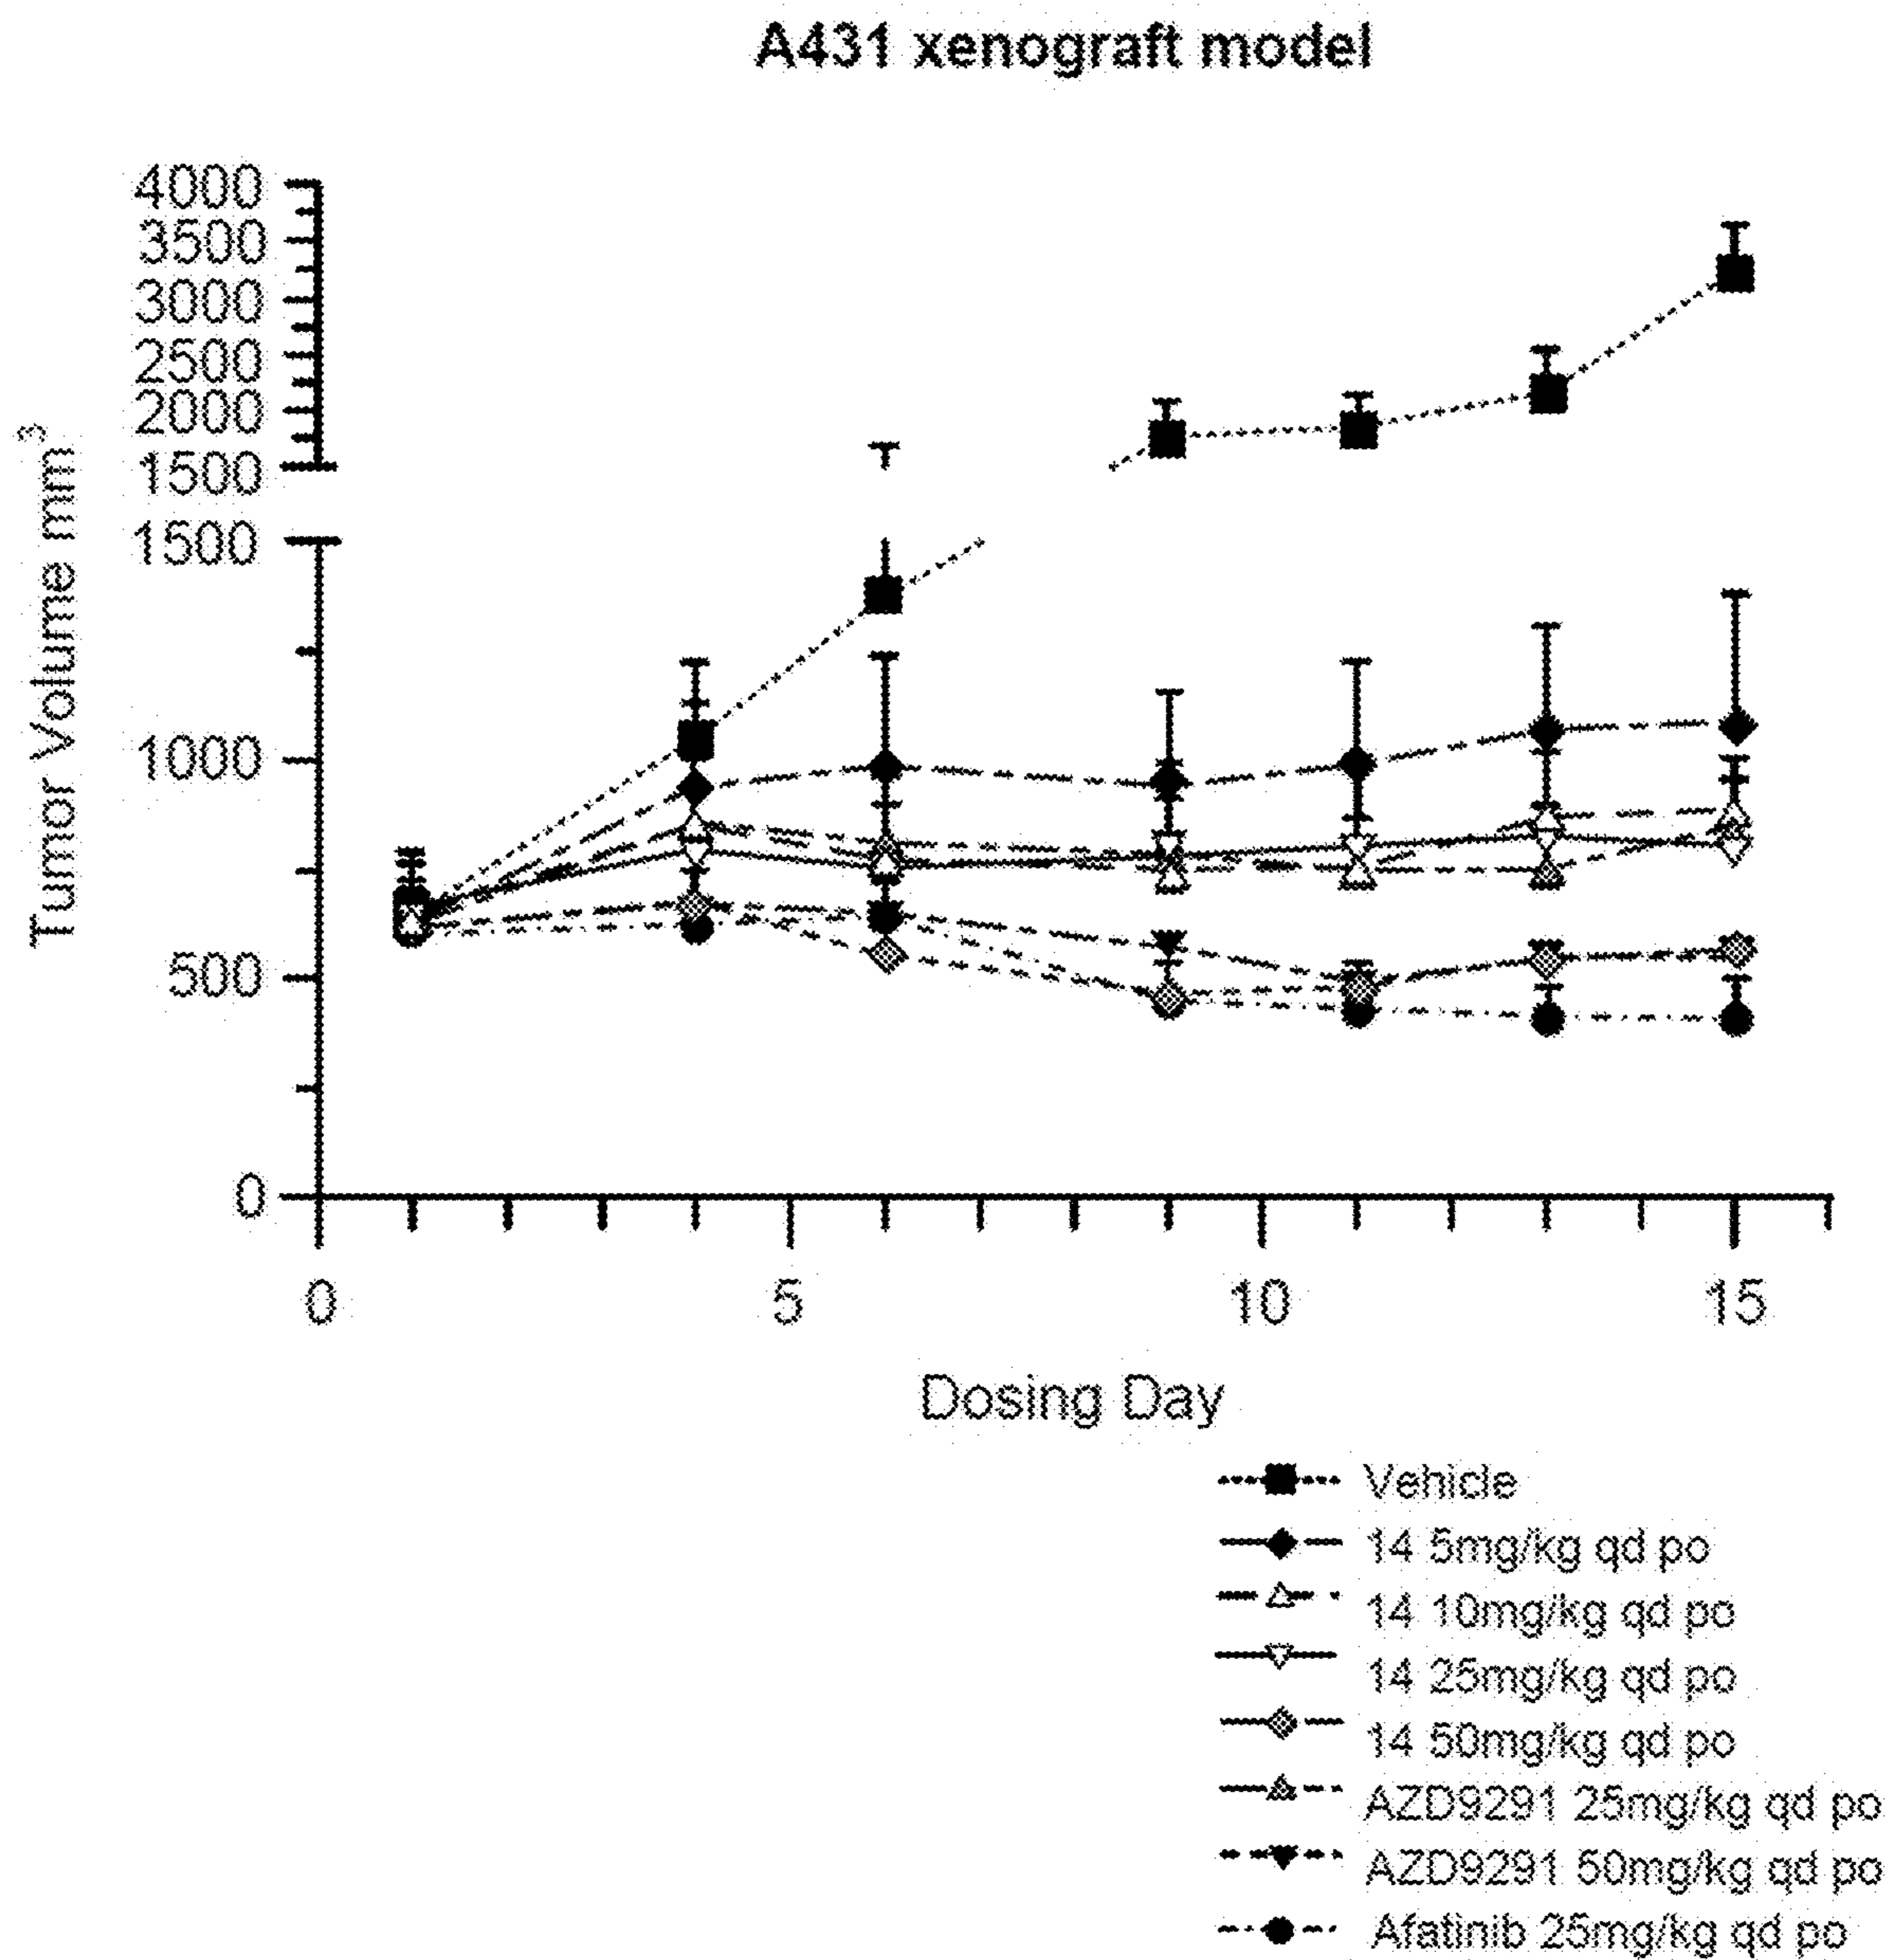 A431 xenograft model
4000
3500
3000
2500
2000
1500
1500
1000
500
0
Tumor Volume mm³
0 5 10 15
Dosing Day
Vehicle
14 5mg/kg qd po
14 10mg/kg qd po
14 25mg/kg qd po
14 50mg/kg qd po
AZD9291 25mg/kg qd po
AZD9291 50mg/kg qd po
Afatinib 25mg/kg qd po